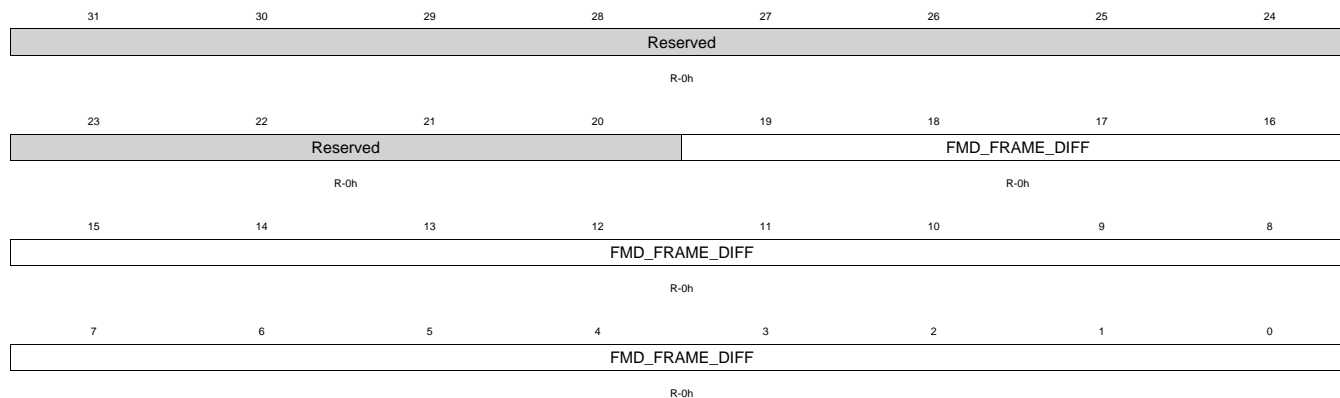 31 30 29 28 27 26 25 24
Reserved
R-0h
23 22 21 20 19 18 17 16
Reserved FMD_FRAME_DIFF
R-0h R-0h
15 14 13 12 11 10 9 8
FMD_FRAME_DIFF
R-0h
7 6 5 4 3 2 1 0
FMD_FRAME_DIFF
R-0h